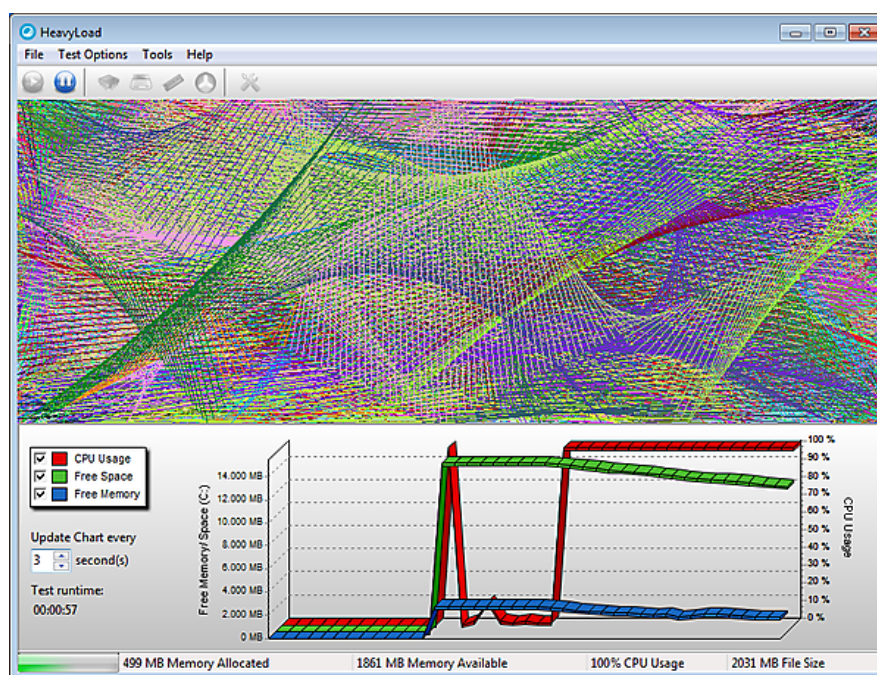 HeavyLoad
File Test Options Tools Help
CPU Usage
Free Space
Free Memory
Update Chart every
3 second(s)
Test runtime:
00:00:57
Free Memory/Space (C:)
14.000 MB
12.000 MB
10.000 MB
8.000 MB
6.000 MB
4.000 MB
2.000 MB
0 MB
100 %
90 %
80 %
70 %
60 %
50 %
40 %
30 %
20 %
10 %
0 %
CPU Usage
499 MB Memory Allocated 1861 MB Memory Available 100% CPU Usage 2031 MB File Size